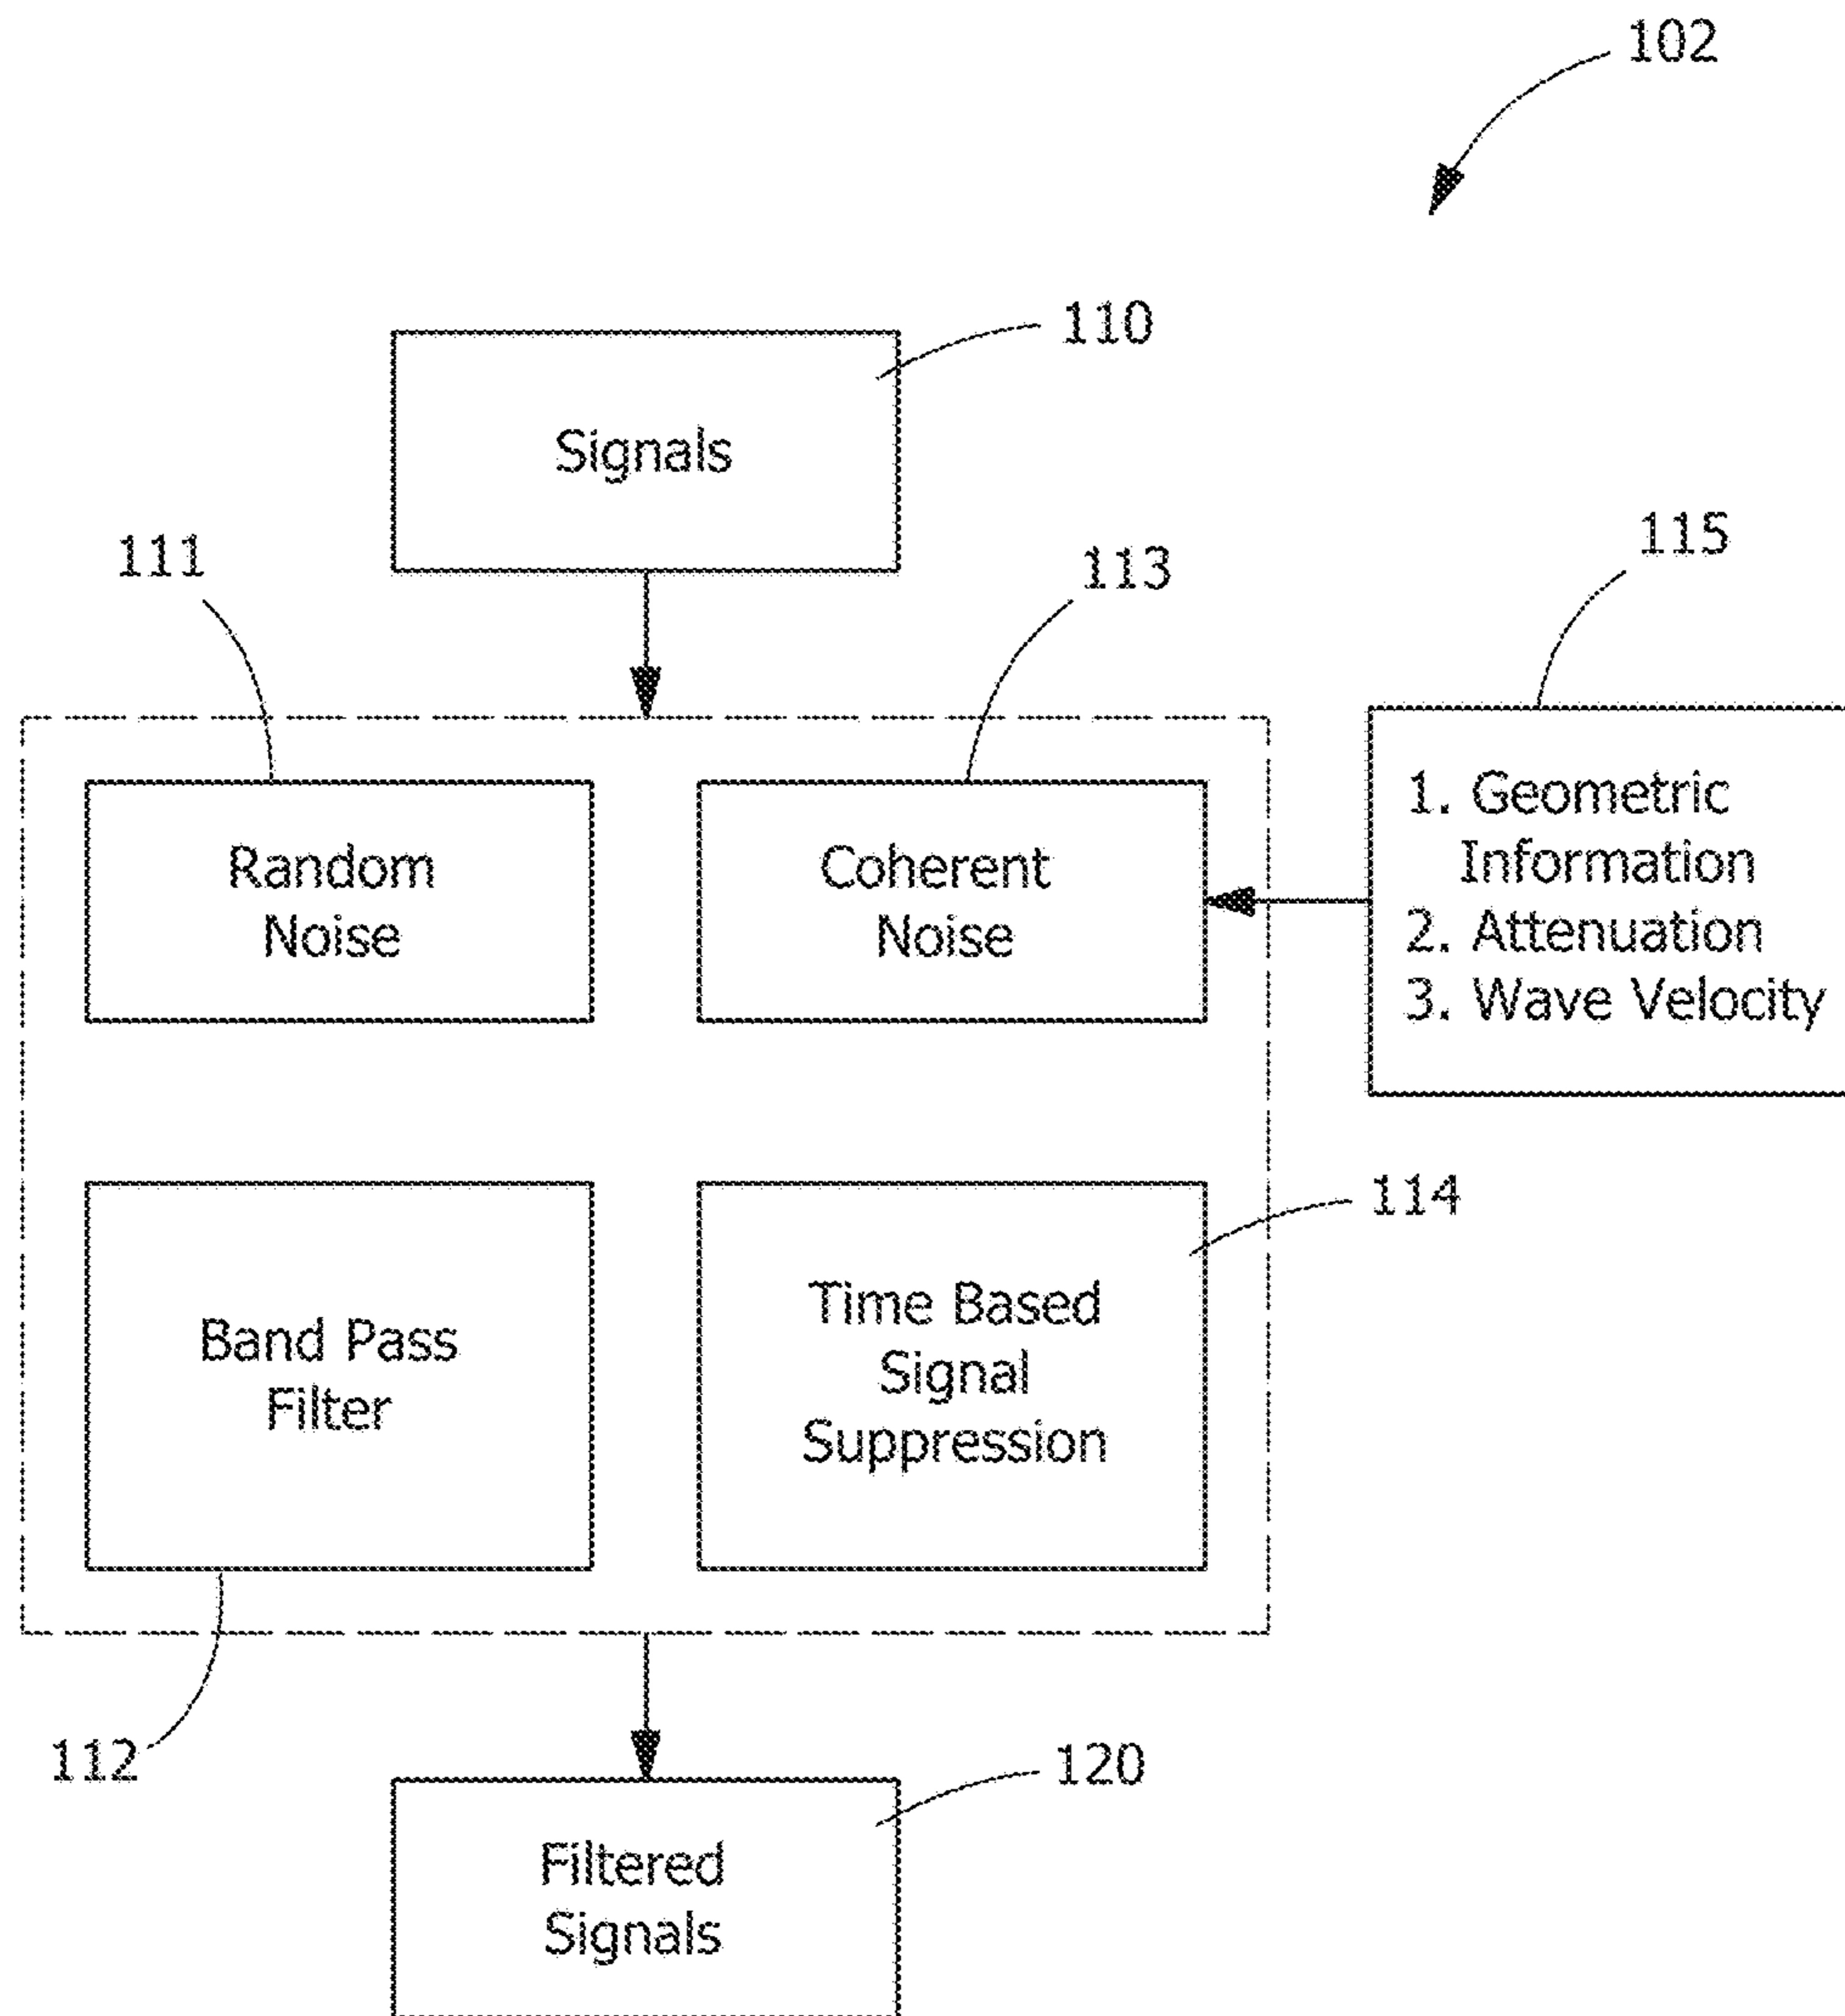 102
110
Signals
111
113
115
Random
Noise
Coherent
Noise
1. Geometric
Information
2. Attenuation
3. Wave Velocity
114
Band Pass
Filter
Time Based
Signal
Suppression
112
120
Filtered
Signals